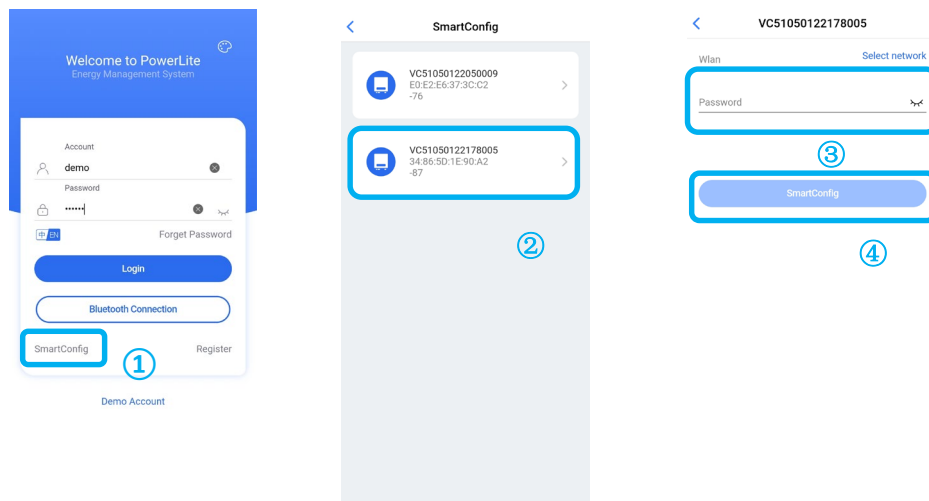 Welcome to PowerLite
Energy Management System
Account
demo
Password
••••••
中 EN
Forget Password
Login
Bluetooth Connection
SmartConfig
Register
①
Demo Account
SmartConfig
VC51050122050009
E0:E2:E6:37:3C:C2
-76
VC51050122178005
34:86:5D:1E:90:A2
-87
②
VC51050122178005
Wlan
Select network
Password
③
SmartConfig
④